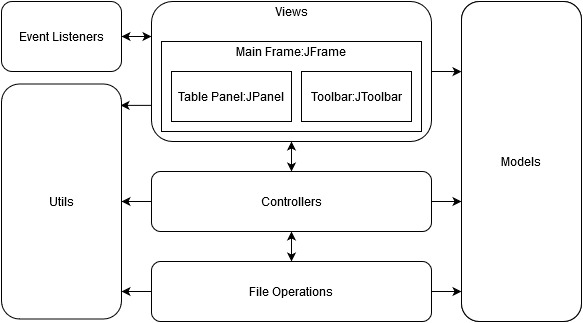 Event Listeners
Views
Main Frame:JFrame
Table Panel:JPanel
Toolbar:JToolbar
Utils
Controllers
Models
File Operations